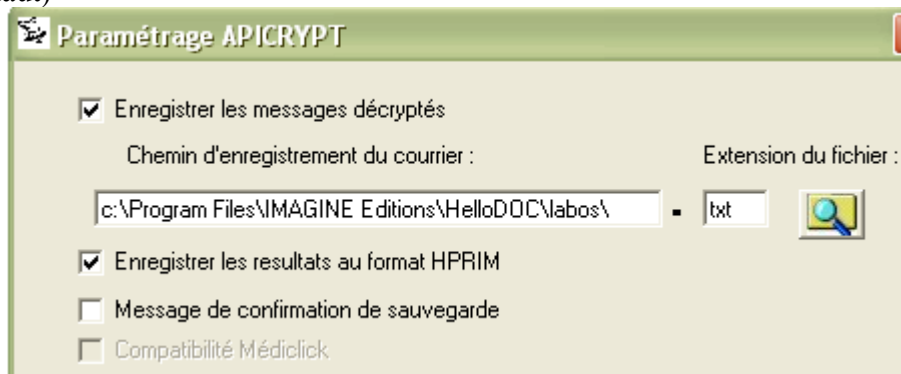 Paramétrage APICRYPT
Enregistrer les messages décryptés
Chemin d'enregistrement du courrier :
Extension du fichier :
c:\Program Files\IMAGINE Editions\HelloDOC\labos\ . txt
Enregistrer les resultats au format HPRIM
Message de confirmation de sauvegarde
Compatibilité Médiclick